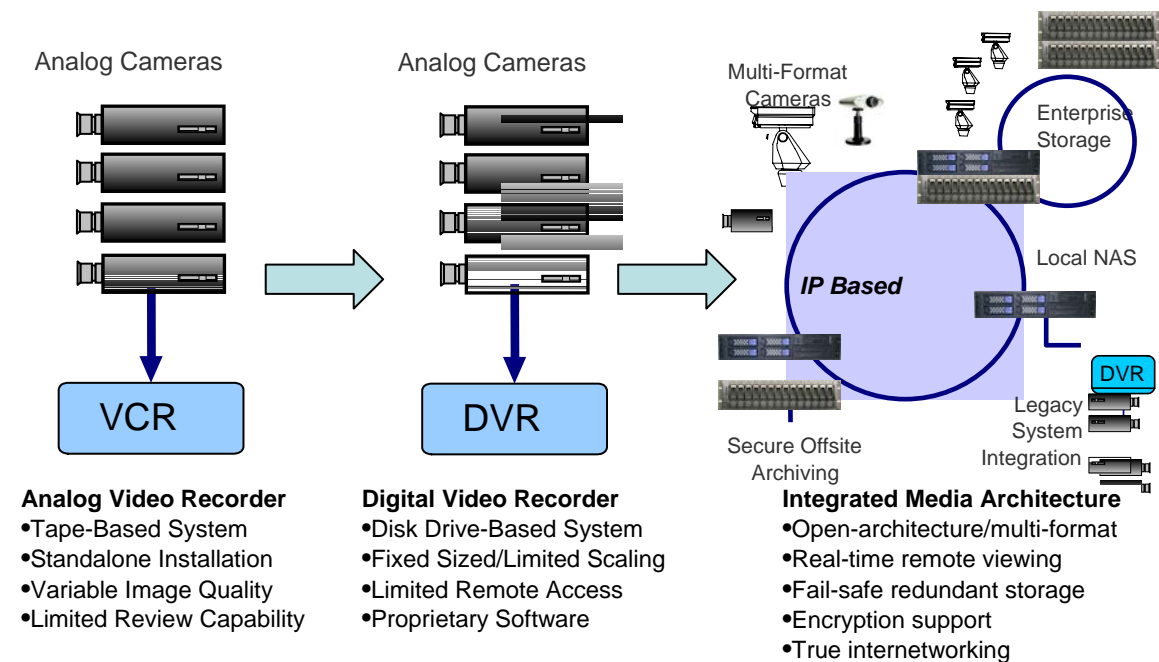 Analog Cameras
VCR
Analog Video Recorder
•Tape-Based System
•Standalone Installation
•Variable Image Quality
•Limited Review Capability
Analog Cameras
DVR
Digital Video Recorder
•Disk Drive-Based System
•Fixed Sized/Limited Scaling
•Limited Remote Access
•Proprietary Software
Multi-Format
Cameras
Enterprise
Storage
IP Based
Local NAS
DVR
Legacy
System
Integration
Secure Offsite
Archiving
Integrated Media Architecture
•Open-architecture/multi-format
•Real-time remote viewing
•Fail-safe redundant storage
•Encryption support
•True internetworking